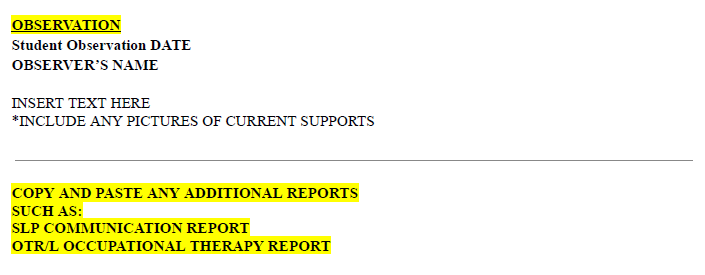 OBSERVATION
Student Observation DATE
OBSERVER’S NAME
INSERT TEXT HERE
*INCLUDE ANY PICTURES OF CURRENT SUPPORTS
COPY AND PASTE ANY ADDITIONAL REPORTS
SUCH AS:
SLP COMMUNICATION REPORT
OTR/L OCCUPATIONAL THERAPY REPORT